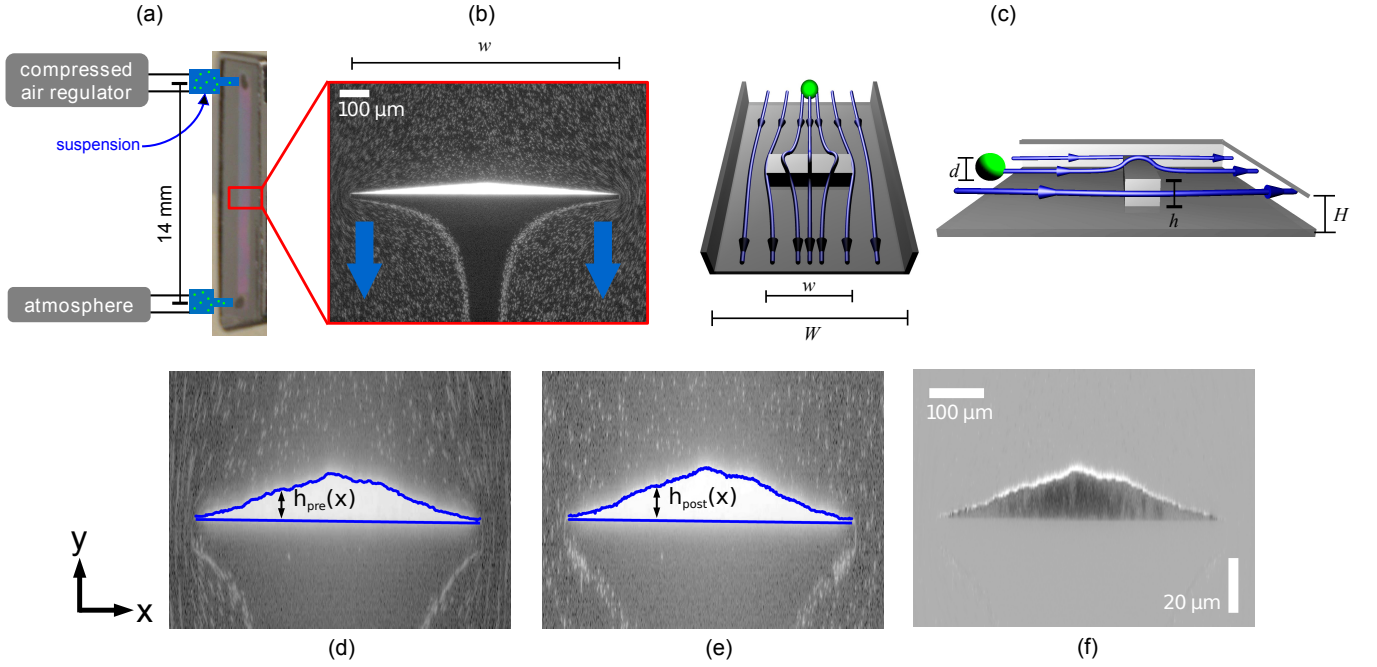 (a)
(b)
(c)
compressed
air regulator
suspension
14 mm
atmosphere
w
100 µm
w
W
d
h
H
h_pre(x)
h_post(x)
100 µm
20 µm
y
x
(d)
(e)
(f)